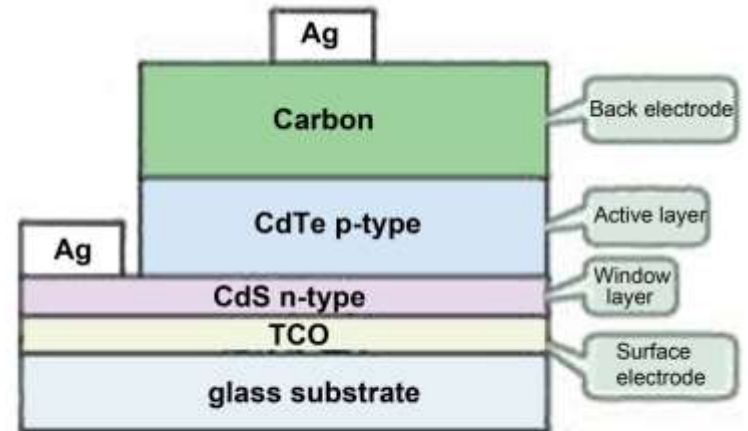 Ag
Carbon
Back electrode
CdTe p-type
Active layer
Ag
CdS n-type
Window
layer
TCO
Surface
electrode
glass substrate